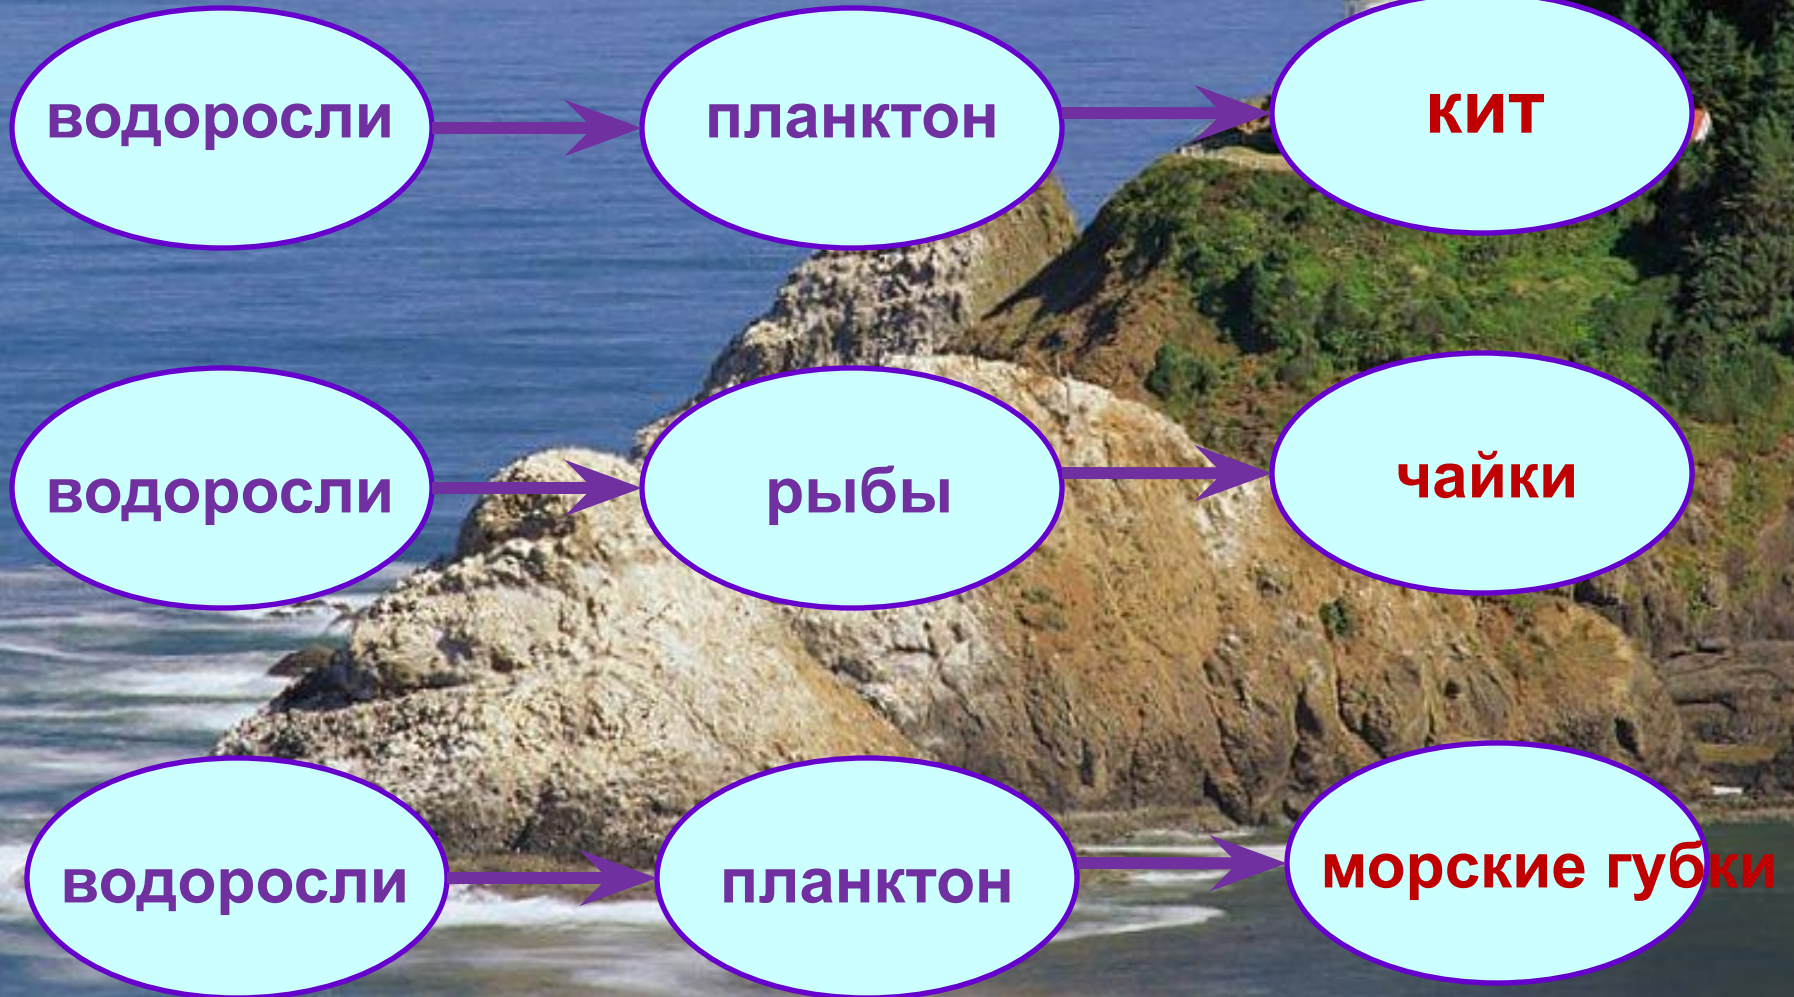 водоросли
планктон
кит
водоросли
рыбы
чайки
водоросли
планктон
морские губки